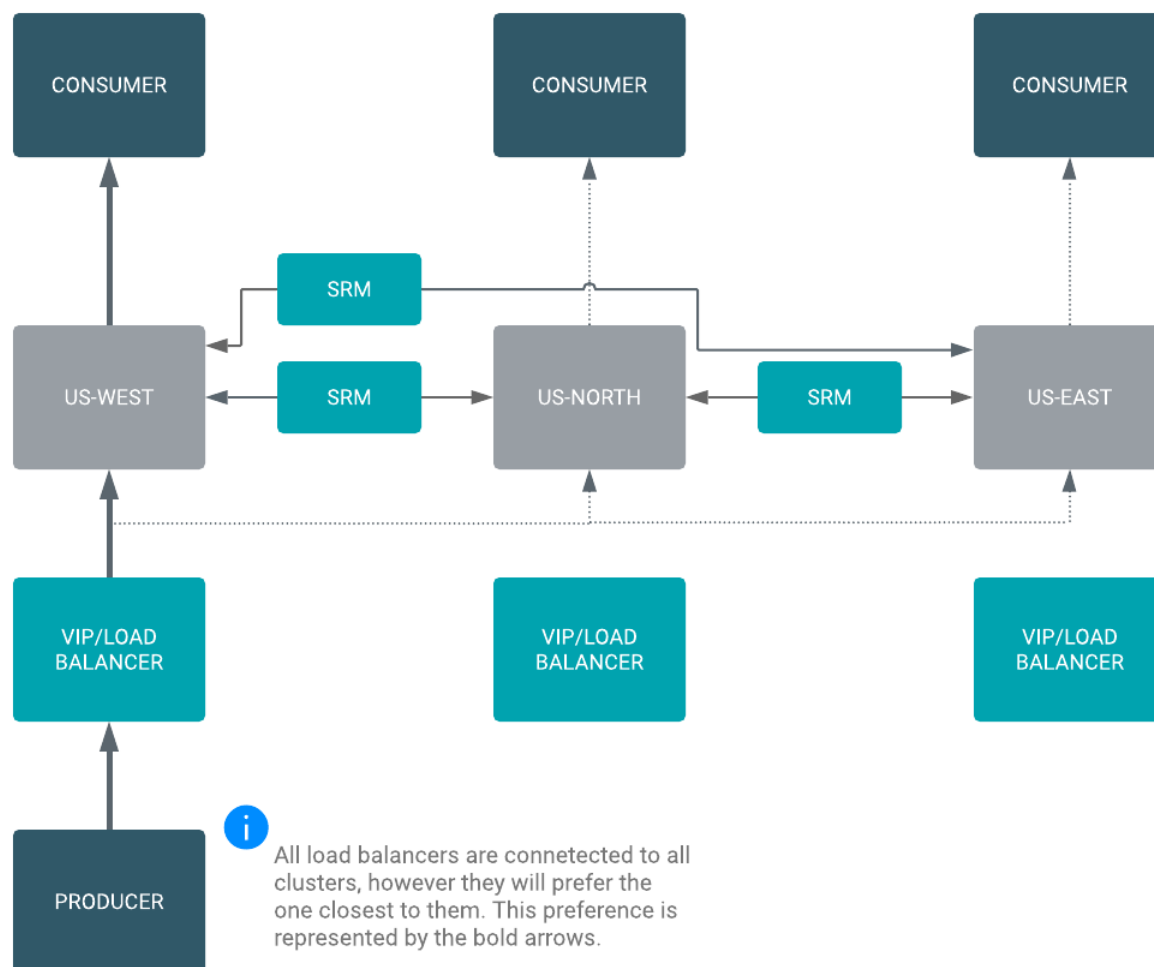 CONSUMER
CONSUMER
CONSUMER
SRM
US-WEST
SRM
US-NORTH
SRM
US-EAST
VIP/LOAD
BALANCER
VIP/LOAD
BALANCER
VIP/LOAD
BALANCER
PRODUCER
i
All load balancers are connetected to all
clusters, however they will prefer the
one closest to them. This preference is
represented by the bold arrows.